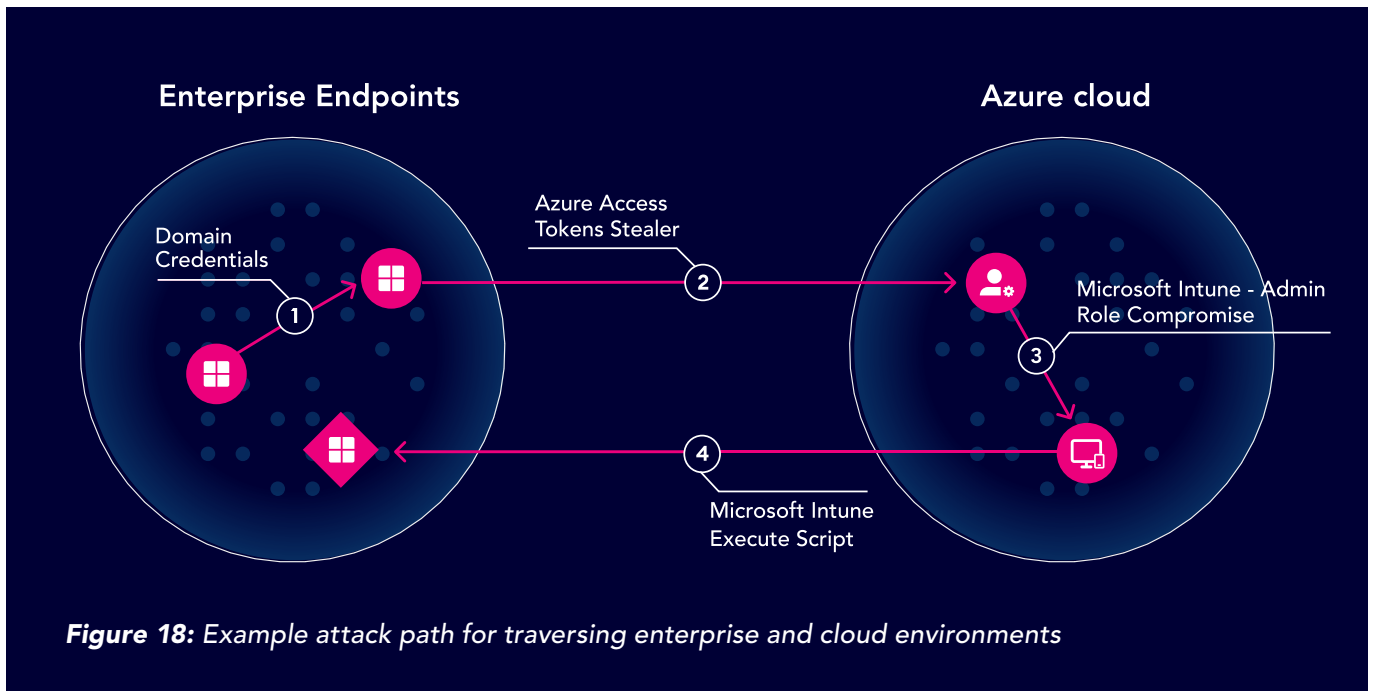 Enterprise Endpoints
Azure cloud
Azure Access
Tokens Stealer
Domain
Credentials
2
1
Microsoft Intune - Admin
Role Compromise
3
4
Microsoft Intune
Execute Script
Figure 18: Example attack path for traversing enterprise and cloud environments